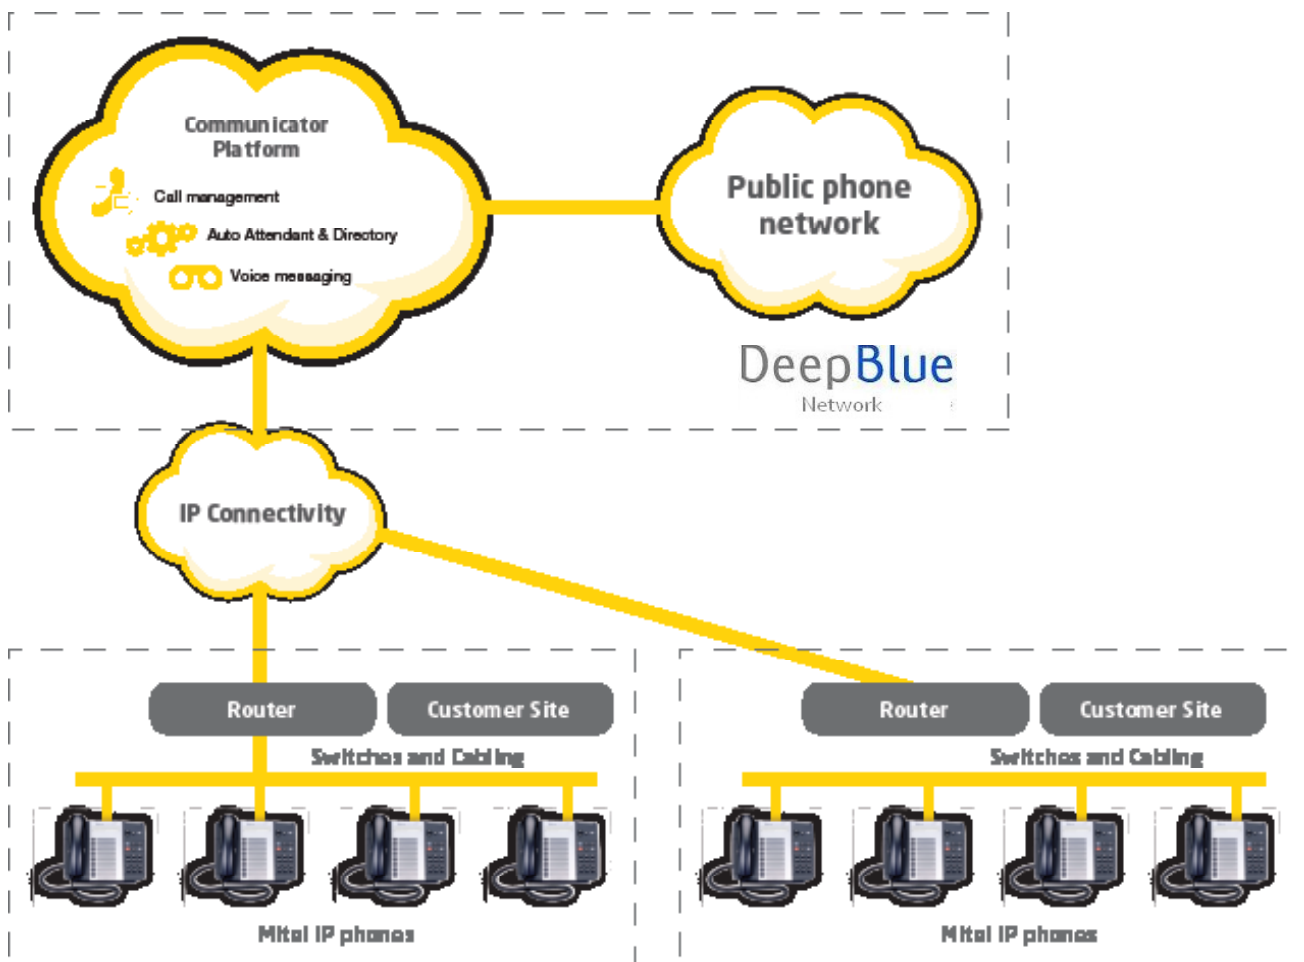 Communicator
Platform
Call management
Auto Attendant & Directory
Voice messaging
Public phone
network
DeepBlue
Network
IP Connectivity
Router
Customer Site
Switches and Cabling
Mitel IP phones
Router
Customer Site
Switches and Cabling
Mitel IP phones